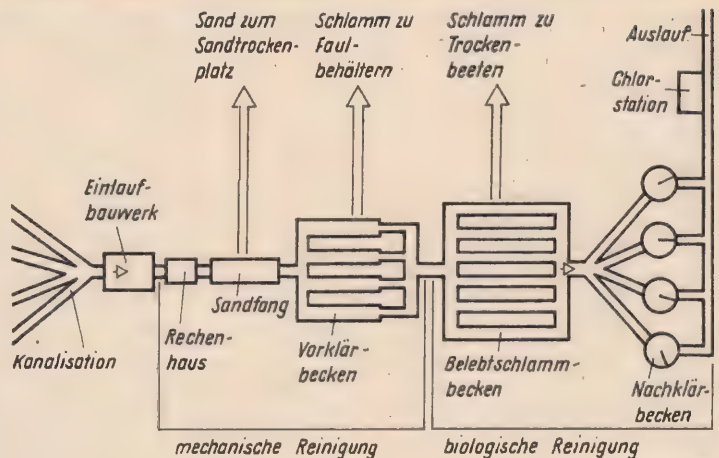 Sand zum
Sandtrocken-
platz
Schlamm zu
Faul-
behältern
Schlamm zu
Trocken-
beeten
Auslauf
Chlor-
station
Einlauf-
bauwerk
Kanalisation
Rechen-
haus
Sandfang
Vorklär-
becken
Belebtschlamm-
becken
Nachklär-
becken
mechanische Reinigung
biologische Reinigung